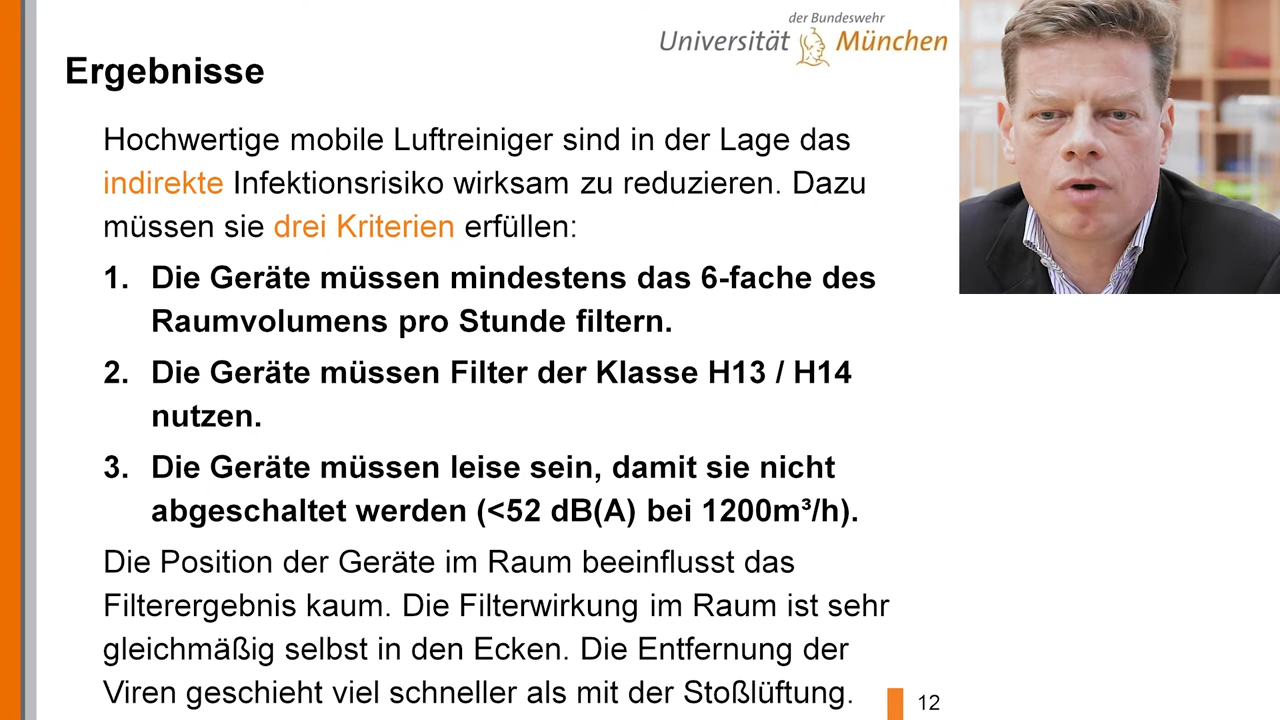 der Bundeswehr
Universität München
Ergebnisse
Hochwertige mobile Luftreiniger sind in der Lage das
indirekte Infektionsrisiko wirksam zu reduzieren. Dazu
müssen sie drei Kriterien erfüllen:
1. Die Geräte müssen mindestens das 6-fache des
Raumvolumens pro Stunde filtern.
2. Die Geräte müssen Filter der Klasse H13 / H14
nutzen.
3. Die Geräte müssen leise sein, damit sie nicht
abgeschaltet werden (<52 dB(A) bei 1200m³/h).
Die Position der Geräte im Raum beeinflusst das
Filterergebnis kaum. Die Filterwirkung im Raum ist sehr
gleichmäßig selbst in den Ecken. Die Entfernung der
Viren geschieht viel schneller als mit der Stoßlüftung.
12